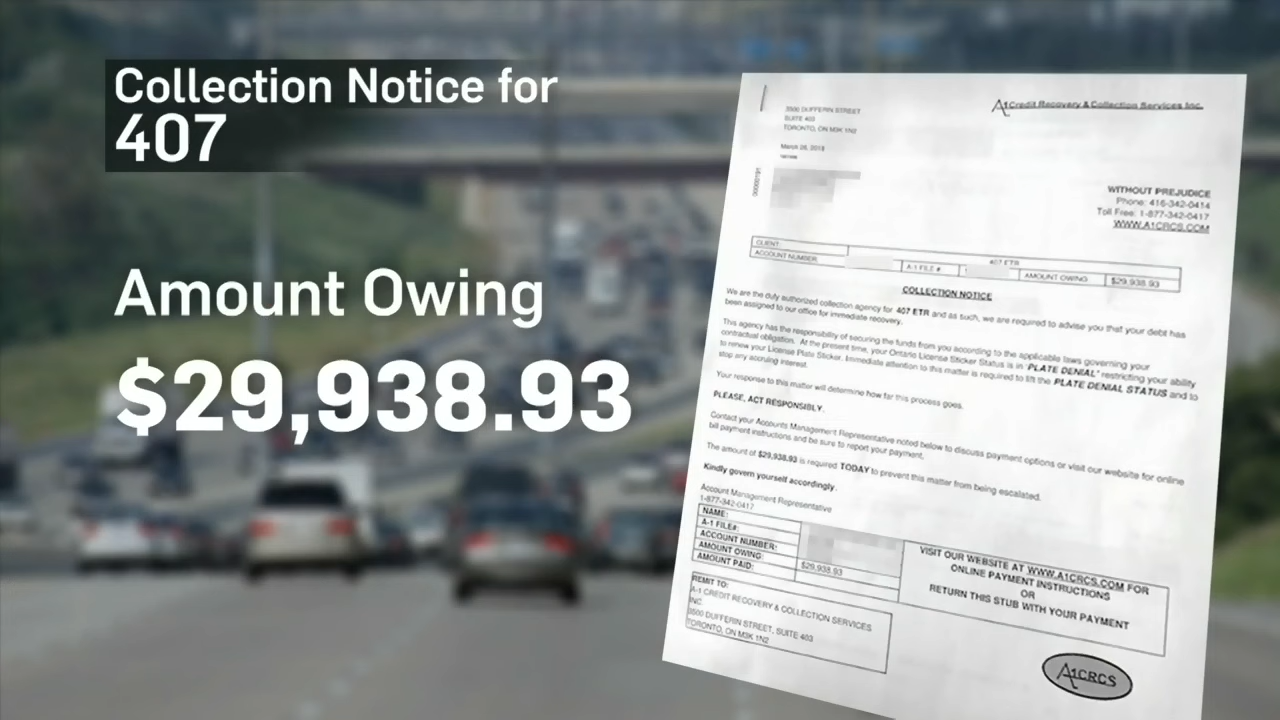 Collection Notice for
407
Amount Owing
$29,938.93
A1 Credit Recovery & Collection Services Inc.
3500 DUFFERIN STREET
SUITE 403
TORONTO, ON M3K 1N2
March 28, 2018
WITHOUT PREJUDICE
Phone: 416-342-0414
Toll Free: 1-877-342-0417
WWW.A1CRCS.COM
CLIENT: 407 ETR
ACCOUNT NUMBER: A-1 FILE # AMOUNT OWING $29,938.93
COLLECTION NOTICE
We are the duly authorized collection agency for 407 ETR and as such, we are required to advise you that your debt has
been assigned to our office for immediate recovery.
This agency has the responsibility of securing the funds from you according to the applicable laws governing your
contractual obligation. At the present time, your Ontario License Sticker Status is in "PLATE DENIAL" restricting your ability
to renew your License Plate Sticker. Immediate attention to this matter is required to lift the PLATE DENIAL STATUS and to
stop any accruing interest.
Your response to this matter will determine how far this process goes.
PLEASE, ACT RESPONSIBLY.
Contact your Accounts Management Representative noted below to discuss payment options or visit our website for online
bill payment instructions and be sure to report your payment.
The amount of $29,938.93 is required TODAY to prevent this matter from being escalated.
Kindly govern yourself accordingly.
Account Management Representative
1-877-342-0417
NAME:
A-1 FILE#:
ACCOUNT NUMBER:
AMOUNT OWING: $29,938.93
AMOUNT PAID:
VISIT OUR WEBSITE AT WWW.A1CRCS.COM FOR
ONLINE PAYMENT INSTRUCTIONS
OR
RETURN THIS STUB WITH YOUR PAYMENT
REMIT TO:
A-1 CREDIT RECOVERY & COLLECTION SERVICES
INC.
3500 DUFFERIN STREET, SUITE 403
TORONTO, ON M3K 1N2
A1CRCS